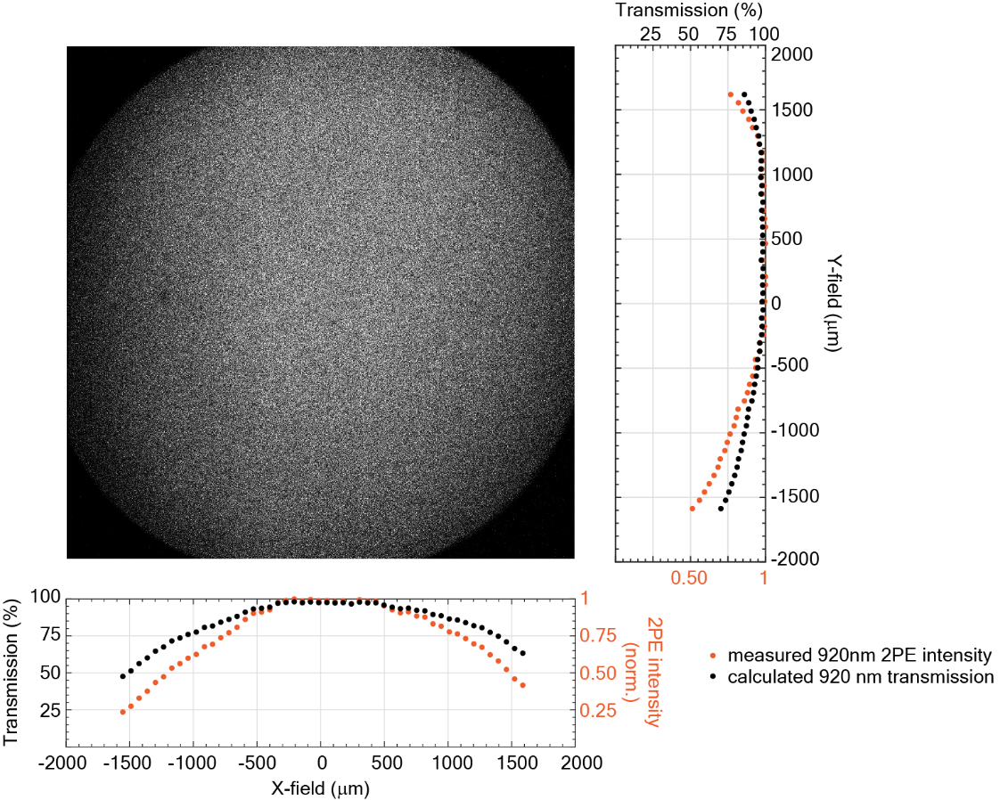 Transmission (%)
25 50 75 100
2000
1500
1000
500
0
-500
-1000
-1500
-2000
Y-field (μm)
0.50 1
100
75
50
25
Transmission (%)
1
0.75
0.50
0.25
2PE intensity
(norm.)
-2000 -1500 -1000 -500 0 500 1000 1500 2000
X-field (μm)
measured 920nm 2PE intensity
calculated 920 nm transmission